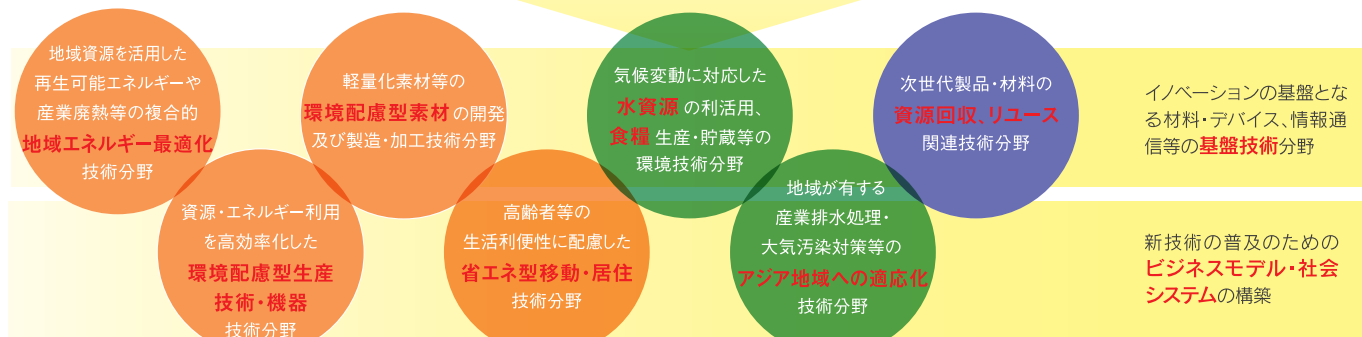 地域資源を活用した
再生可能エネルギーや
産業廃熱等の複合的
地域エネルギー最適化
技術分野
軽量化素材等の
環境配慮型素材の開発
及び製造・加工技術分野
気候変動に対応した
水資源の利活用、
食糧生産・貯蔵等の
環境技術分野
次世代製品・材料の
資源回収、リユース
関連技術分野
イノベーションの基盤とな
る材料・デバイス、情報通
信等の基盤技術分野
資源・エネルギー利用
を高効率化した
環境配慮型生産
技術・機器
技術分野
高齢者等の
生活利便性に配慮した
省エネ型移動・居住
技術分野
地域が有する
産業排水処理・
大気汚染対策等の
アジア地域への適応化
技術分野
新技術の普及のための
ビジネスモデル・社会
システムの構築